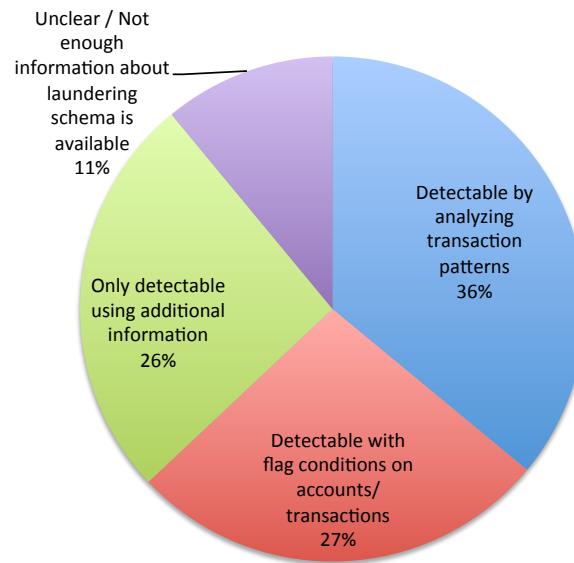 Unclear / Not
enough
information about
laundering
schema is
available
11%
Detectable by
analyzing
transaction
patterns
36%
Only detectable
using additional
information
26%
Detectable with
flag conditions on
accounts/
transactions
27%